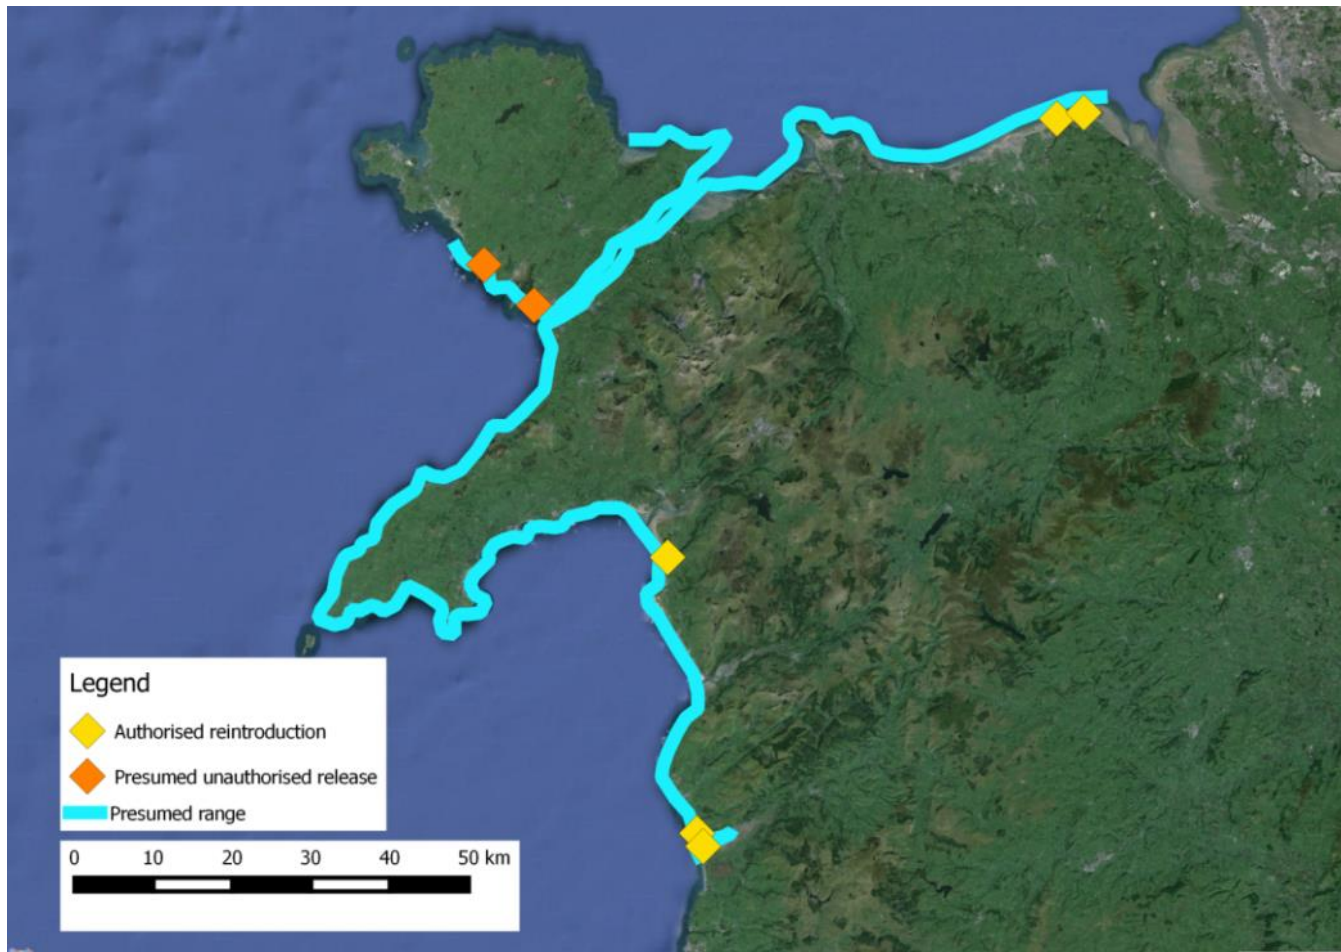 Legend
Authorised reintroduction
Presumed unauthorised release
Presumed range
0 10 20 30 40 50 km